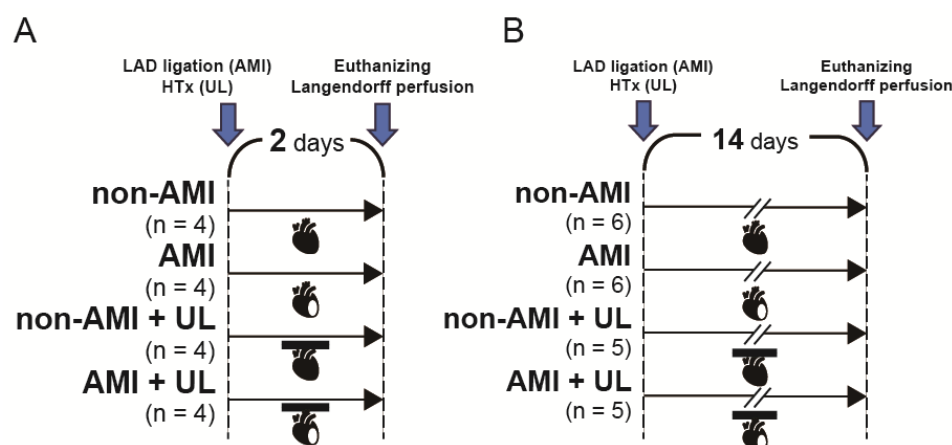 A
LAD ligation (AMI)
HTx (UL)
Euthanizing
Langendorff perfusion
2 days
non-AMI
(n = 4)
AMI
(n = 4)
non-AMI + UL
(n = 4)
AMI + UL
(n = 4)
B
LAD ligation (AMI)
HTx (UL)
Euthanizing
Langendorff perfusion
14 days
non-AMI
(n = 6)
AMI
(n = 6)
non-AMI + UL
(n = 5)
AMI + UL
(n = 5)